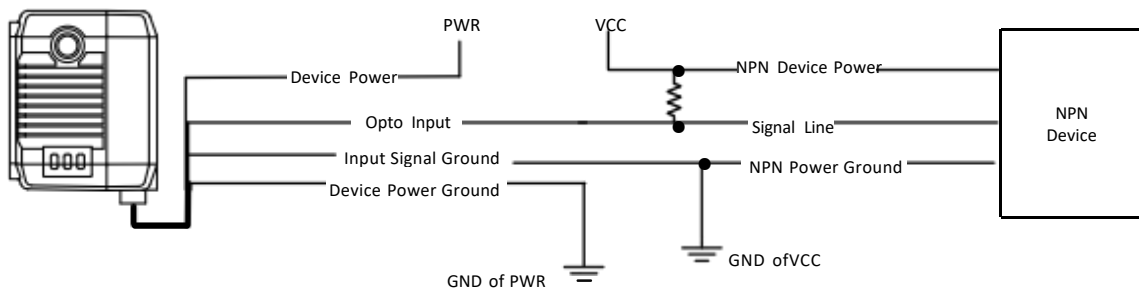 PWR
VCC
Device Power
NPN Device Power
Opto Input
Signal Line
NPN
Device
Input Signal Ground
NPN Power Ground
Device Power Ground
GND of PWR
GND ofVCC